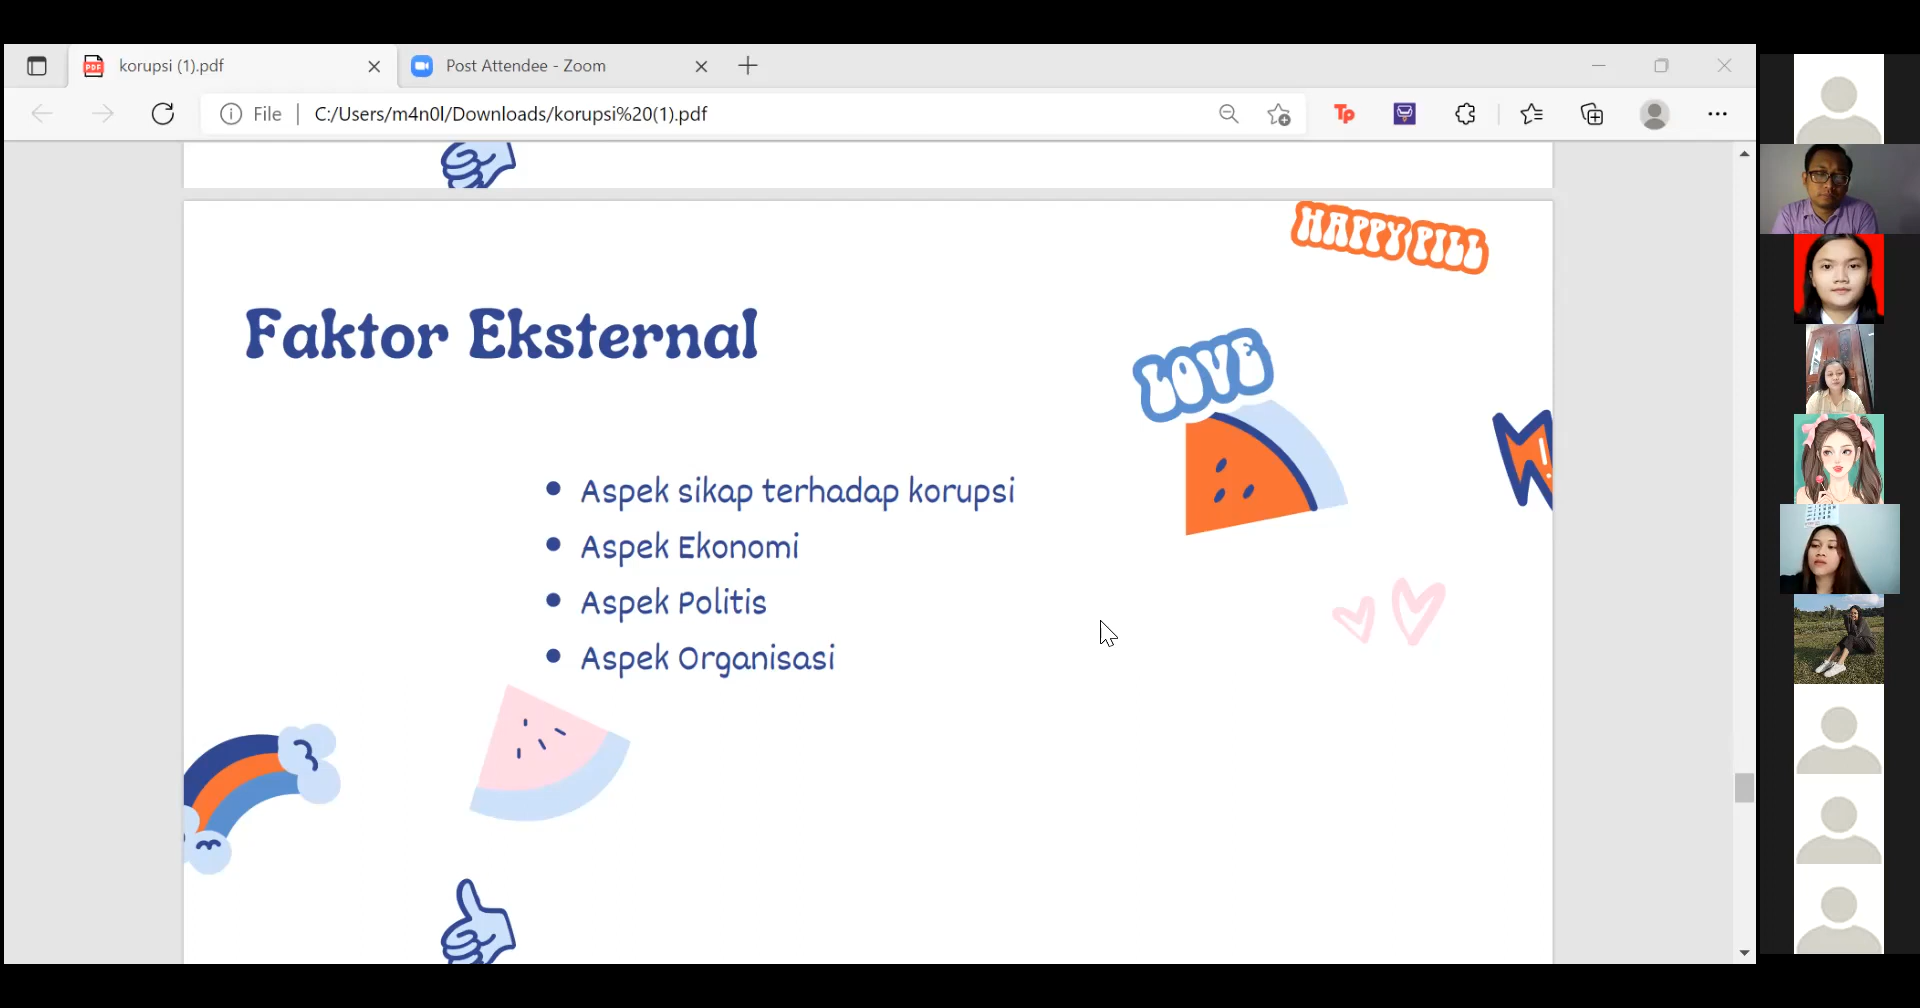 korupsi (1).pdf
Post Attendee - Zoom
File
C:/Users/m4n0l/Downloads/korupsi%20(1).pdf
Tp
HAPPY PILL
Faktor Eksternal
LOVE
• Aspek sikap terhadap korupsi
• Aspek Ekonomi
• Aspek Politis
• Aspek Organisasi